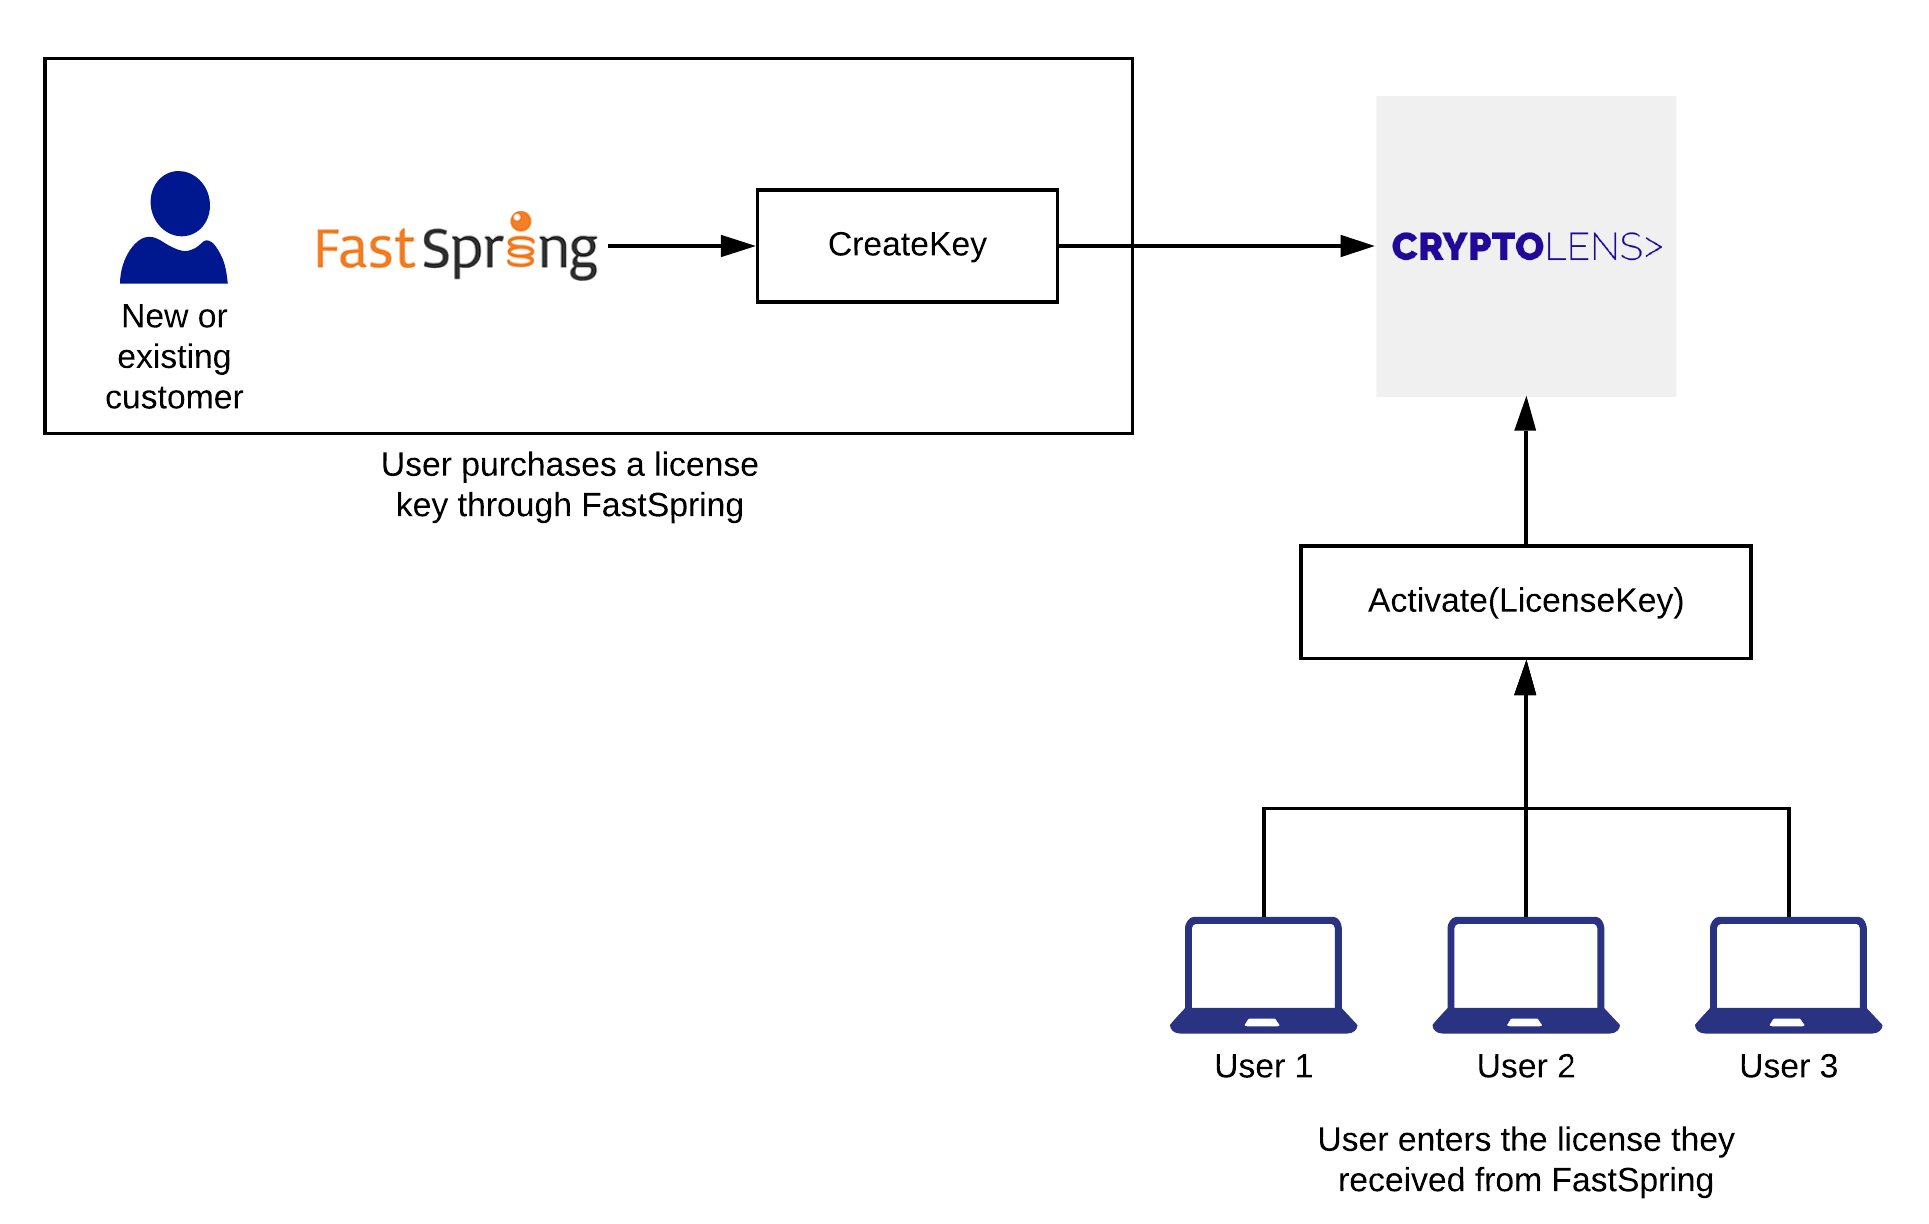 FastSpring
CreateKey
CRYPTOLENS>
New or
existing
customer
User purchases a license
key through FastSpring
Activate(LicenseKey)
User 1
User 2
User 3
User enters the license they
received from FastSpring